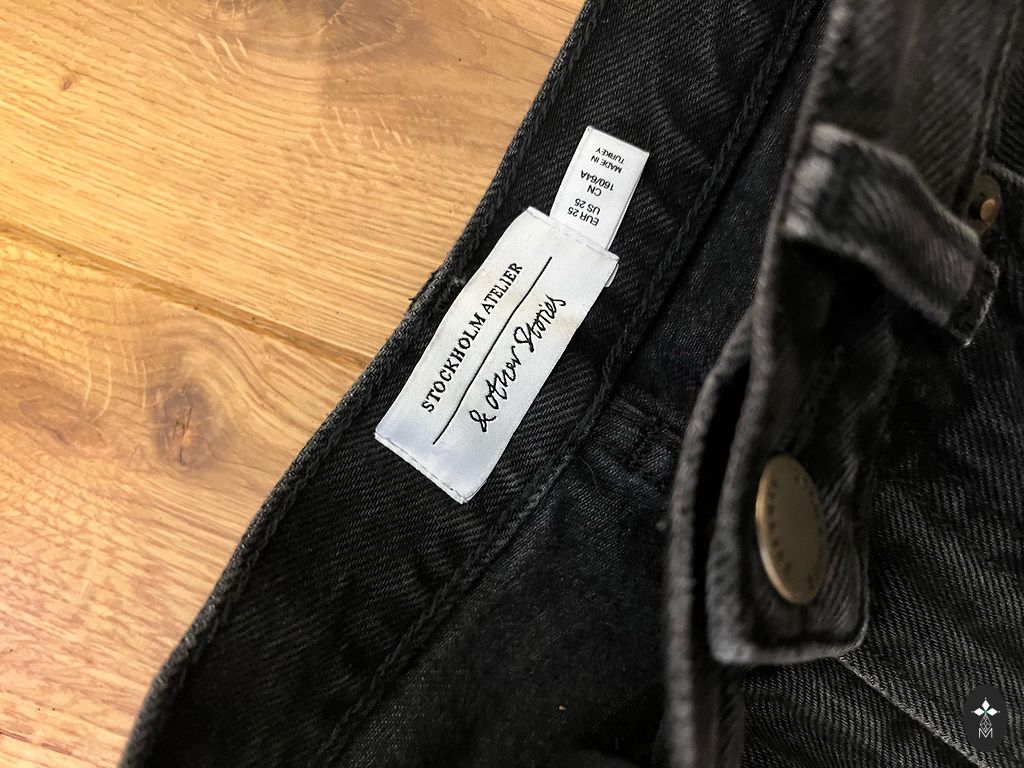 STOCKHOLM ATELIER
& Other Stories
EUR 25
US 25
CN
160/64A
MADE IN
TURKEY